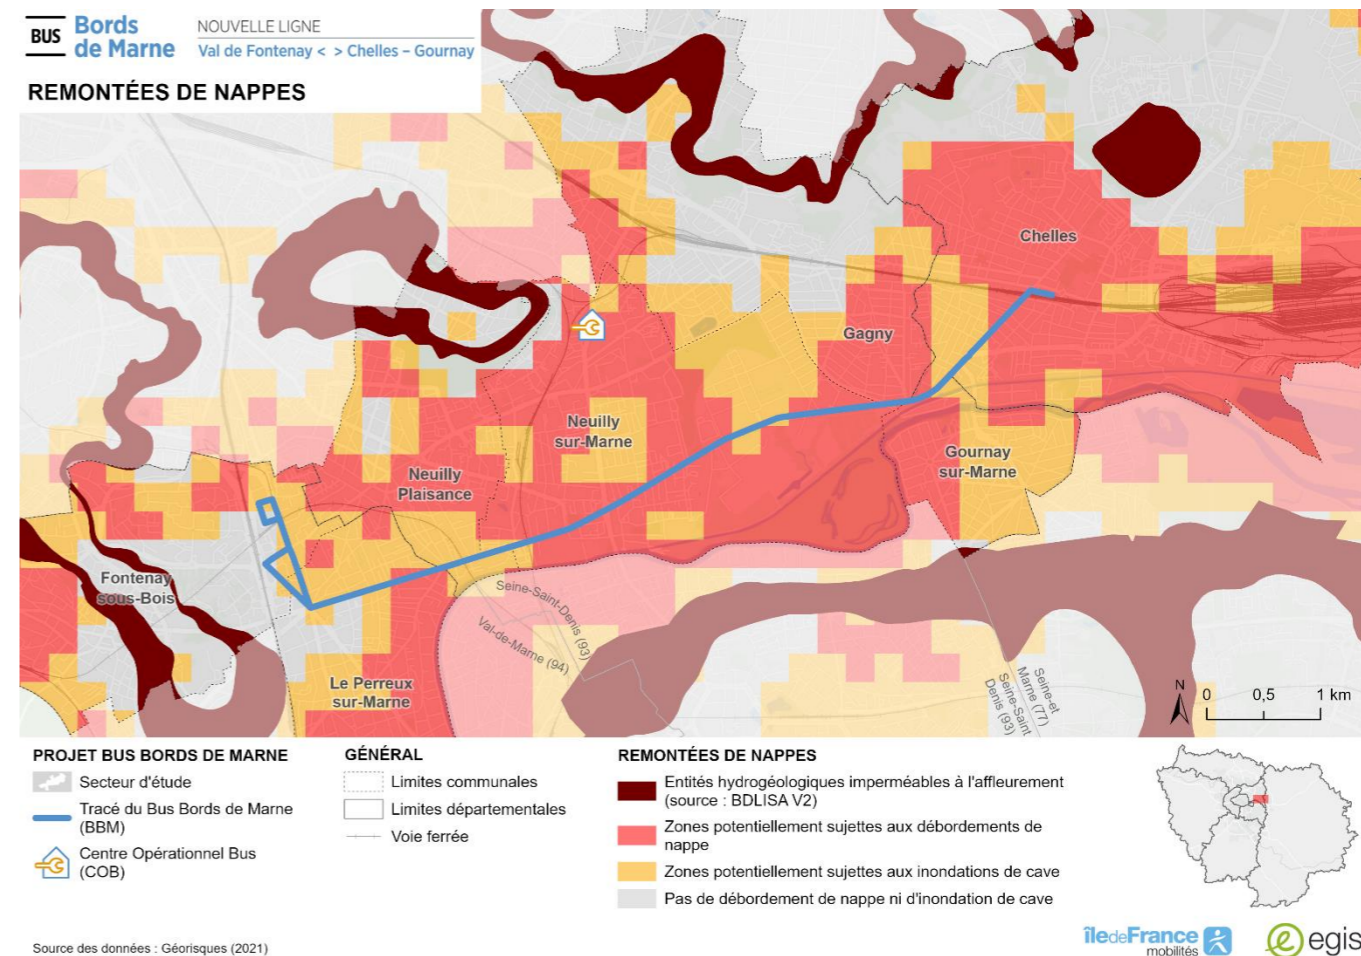 BUS Bords de Marne
NOUVELLE LIGNE
Val de Fontenay < > Chelles – Gournay
REMONTÉES DE NAPPES
Chelles
Gagny
Neuilly
sur-Marne
Gournay
sur-Marne
Neuilly
Plaisance
Fontenay
sous-Bois
Le Perreux
sur-Marne
Seine-Saint-Denis (93)
Val-de-Marne (94)
Seine-et
Marne (77)
Seine-Saint
Denis (93)
N
0 0,5 1 km
PROJET BUS BORDS DE MARNE
Secteur d'étude
Tracé du Bus Bords de Marne
(BBM)
Centre Opérationnel Bus
(COB)
GÉNÉRAL
Limites communales
Limites départementales
Voie ferrée
REMONTÉES DE NAPPES
Entités hydrogéologiques imperméables à l'affleurement
(source : BDLISA V2)
Zones potentiellement sujettes aux débordements de
nappe
Zones potentiellement sujettes aux inondations de cave
Pas de débordement de nappe ni d'inondation de cave
Source des données : Géorisques (2021)
îledeFrance
mobilités
egis